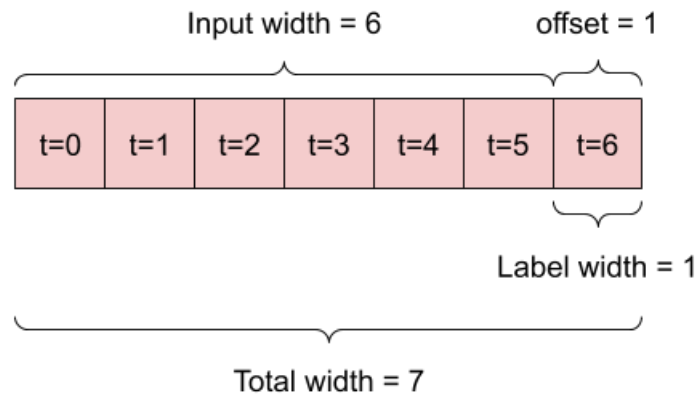 Input width = 6 offset = 1
t=0 t=1 t=2 t=3 t=4 t=5 t=6
Label width = 1
Total width = 7